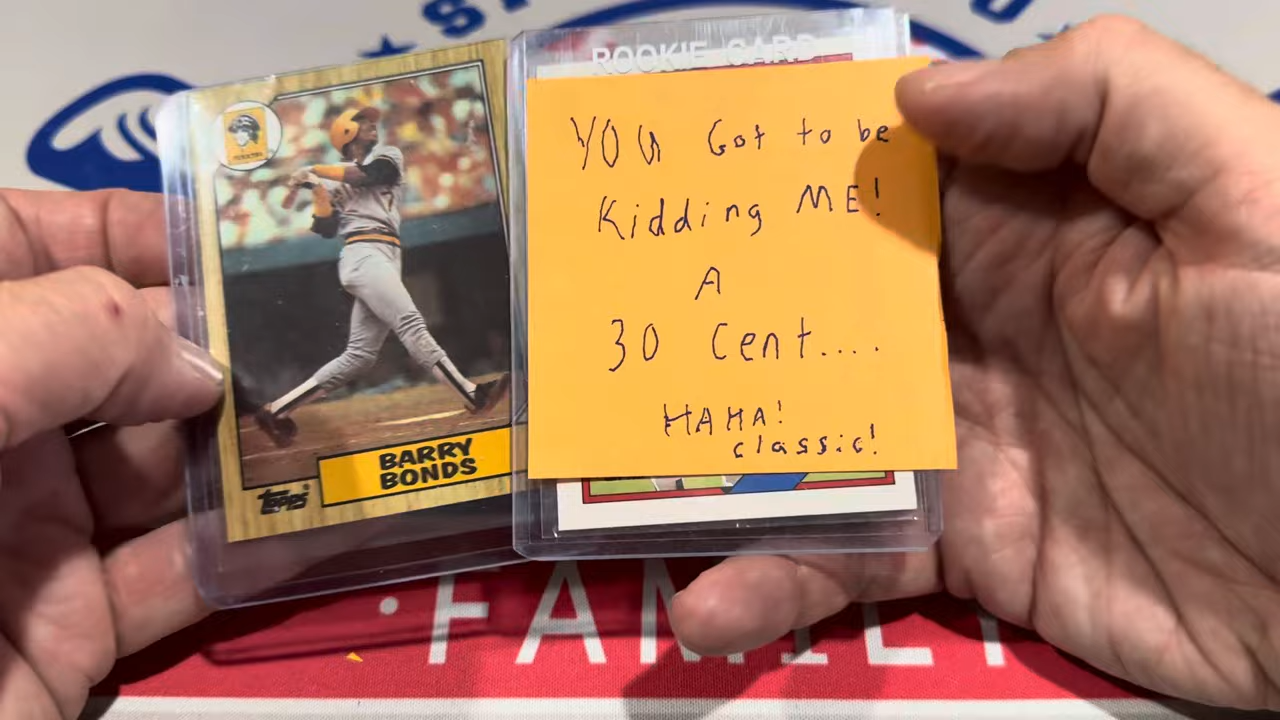 ROOKIE CARD
YOU Got to be
Kidding ME!
A
30 Cent....
HAHA!
classic!
BARRY
BONDS
Topps
FAMILY